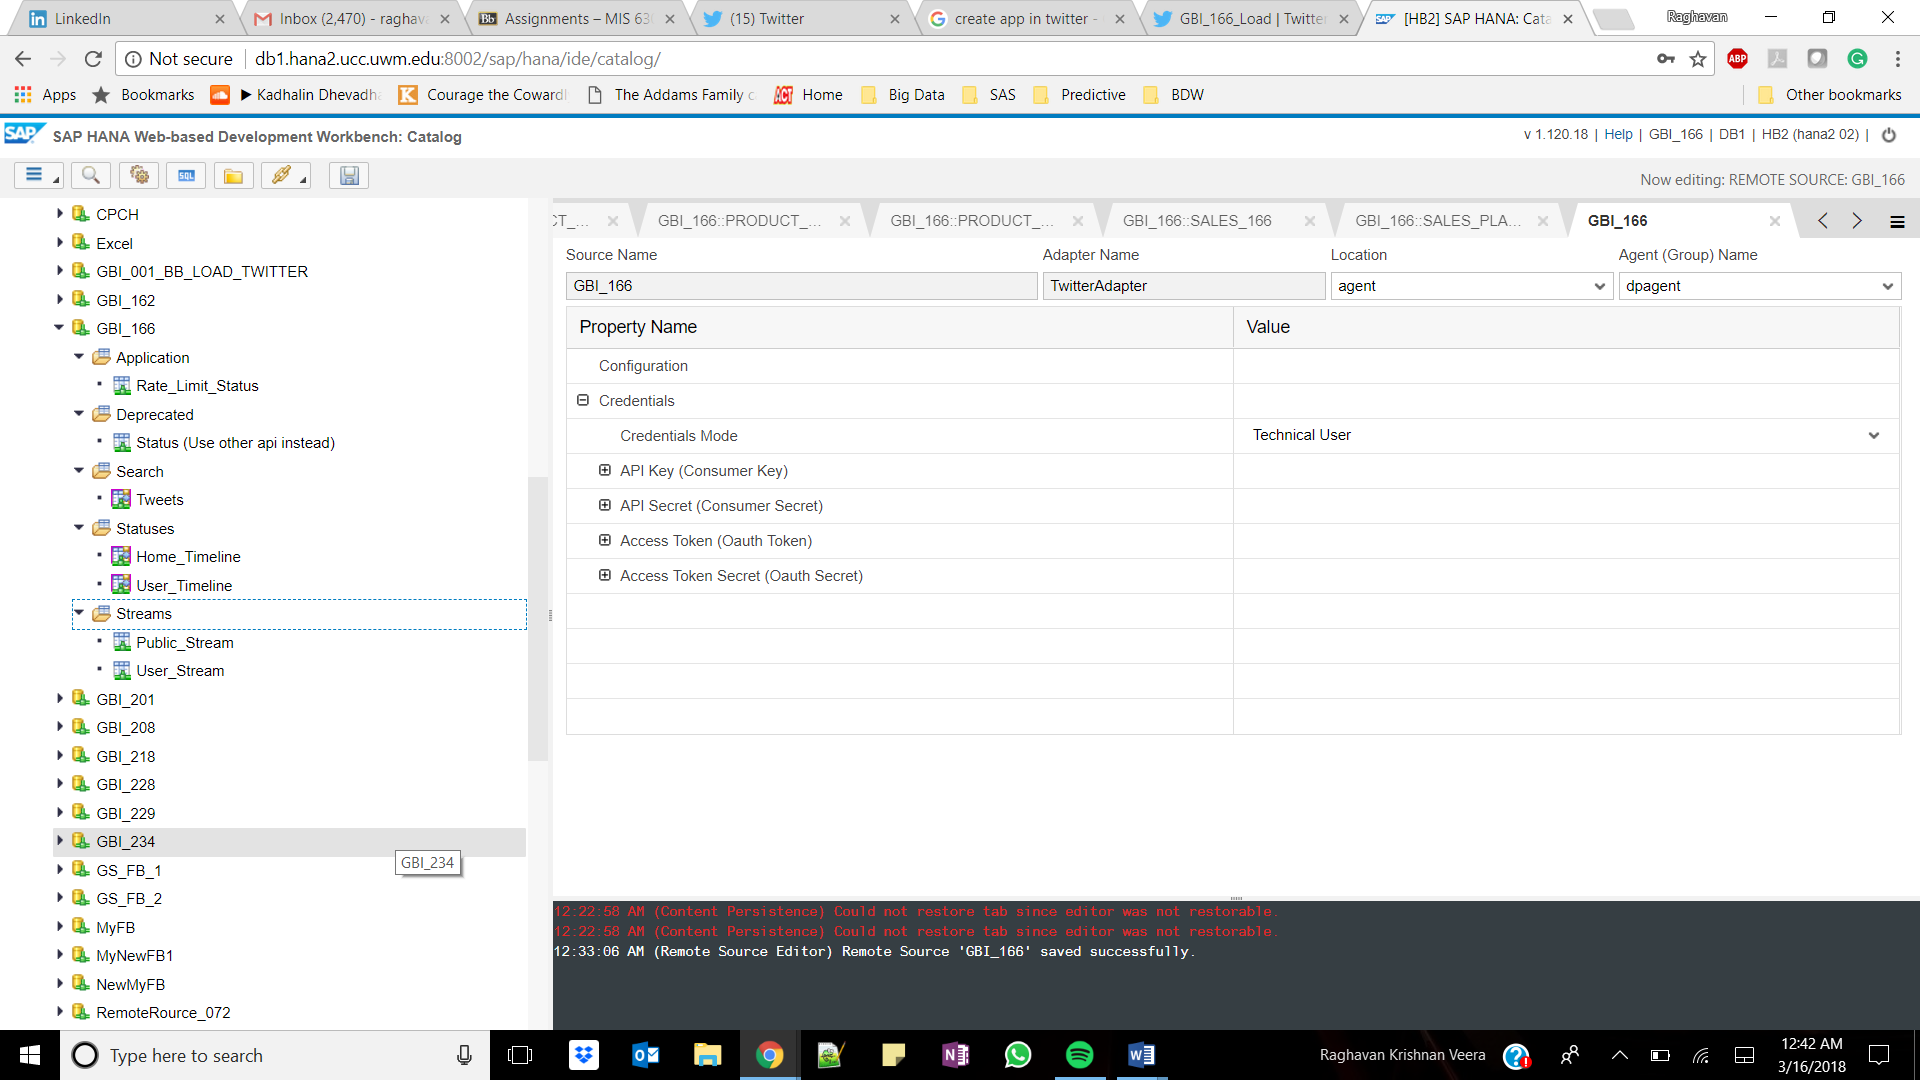 LinkedIn
Inbox (2,470) - raghava
Assignments – MIS 630
(15) Twitter
create app in twitter -
GBI_166_Load | Twitter
[HB2] SAP HANA: Cata
Raghavan
Not secure
db1.hana2.ucc.uwm.edu:8002/sap/hana/ide/catalog/
ABP
Apps
Bookmarks
Kadhalin Dhevadha
Courage the Coward
The Addams Family
Home
Big Data
SAS
Predictive
BDW
Other bookmarks
SAP
SAP HANA Web-based Development Workbench: Catalog
v 1.120.18 | Help | GBI_166 | DB1 | HB2 (hana2 02) |
SQL
Now editing: REMOTE SOURCE: GBI_166
CPCH
Excel
GBI_001_BB_LOAD_TWITTER
GBI_162
GBI_166
Application
Rate_Limit_Status
Deprecated
Status (Use other api instead)
Search
Tweets
Statuses
Home_Timeline
User_Timeline
Streams
Public_Stream
User_Stream
GBI_201
GBI_208
GBI_218
GBI_228
GBI_229
GBI_234
GBI_234
GS_FB_1
GS_FB_2
MyFB
MyNewFB1
NewMyFB
RemoteRource_072
CT_...
GBI_166::PRODUCT_...
GBI_166::PRODUCT_...
GBI_166::SALES_166
GBI_166::SALES_PLA...
GBI_166
Source Name
Adapter Name
Location
Agent (Group) Name
GBI_166
TwitterAdapter
agent
dpagent
Property Name
Value
Configuration
Credentials
Credentials Mode
Technical User
API Key (Consumer Key)
API Secret (Consumer Secret)
Access Token (Oauth Token)
Access Token Secret (Oauth Secret)
12:22:58 AM (Content Persistence) Could not restore tab since editor was not restorable.
12:22:58 AM (Content Persistence) Could not restore tab since editor was not restorable.
12:33:06 AM (Remote Source Editor) Remote Source 'GBI_166' saved successfully.
Type here to search
Raghavan Krishnan Veera
12:42 AM
3/16/2018